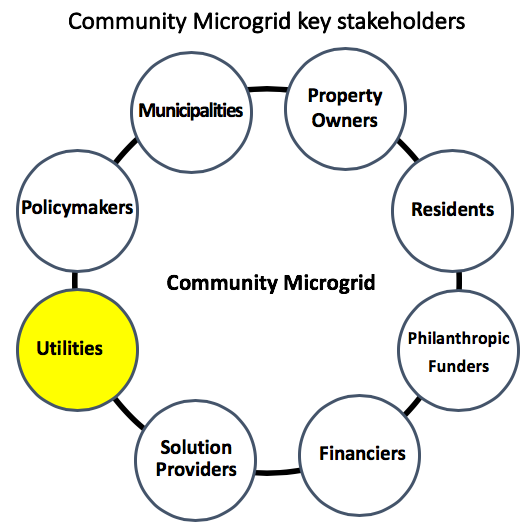 Community Microgrid key stakeholders
Municipalities
Property
Owners
Policymakers
Residents
Community Microgrid
Utilities
Philanthropic
Funders
Solution
Providers
Financiers